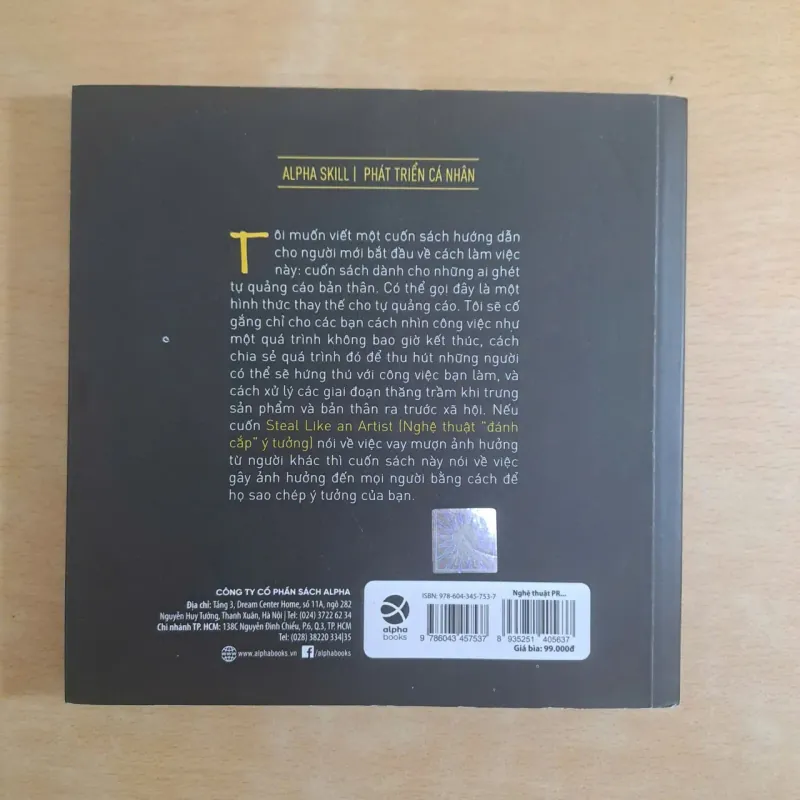 ALPHA SKILL | PHÁT TRIỂN CÁ NHÂN
Tôi muốn viết một cuốn sách hướng dẫn
cho người mới bắt đầu về cách làm việc
này: cuốn sách dành cho những ai ghét
tự quảng cáo bản thân. Có thể gọi đây là một
hình thức thay thế cho tự quảng cáo. Tôi sẽ cố
gắng chỉ cho các bạn cách nhìn công việc như
một quá trình không bao giờ kết thúc, cách
chia sẻ quá trình đó để thu hút những người
có thể sẽ hứng thú với công việc bạn làm, và
cách xử lý các giai đoạn thăng trầm khi trưng
sản phẩm và bản thân ra trước xã hội. Nếu
cuốn Steal Like an Artist [Nghệ thuật "đánh
cắp" ý tưởng] nói về việc vay mượn ảnh hưởng
từ người khác thì cuốn sách này nói về việc
gây ảnh hưởng đến mọi người bằng cách để
họ sao chép ý tưởng của bạn.
CÔNG TY CỔ PHẦN SÁCH ALPHA
Địa chỉ: Tầng 3, Dream Center Home, số 11A, ngõ 282
Nguyễn Huy Tưởng, Thanh Xuân, Hà Nội | Tel: (024) 3722 62 34
Chi nhánh TP. HCM: 138C Nguyễn Đình Chiểu, P.6, Q.3, TP. HCM
Tel: (028) 38220 334|35
www.alphabooks.vn /alphabooks
alpha
books
ISBN: 978-604-345-753-7
9 786043 457537
Nghệ thuật PR...
8 935251 405637
Giá bìa: 99.000đ